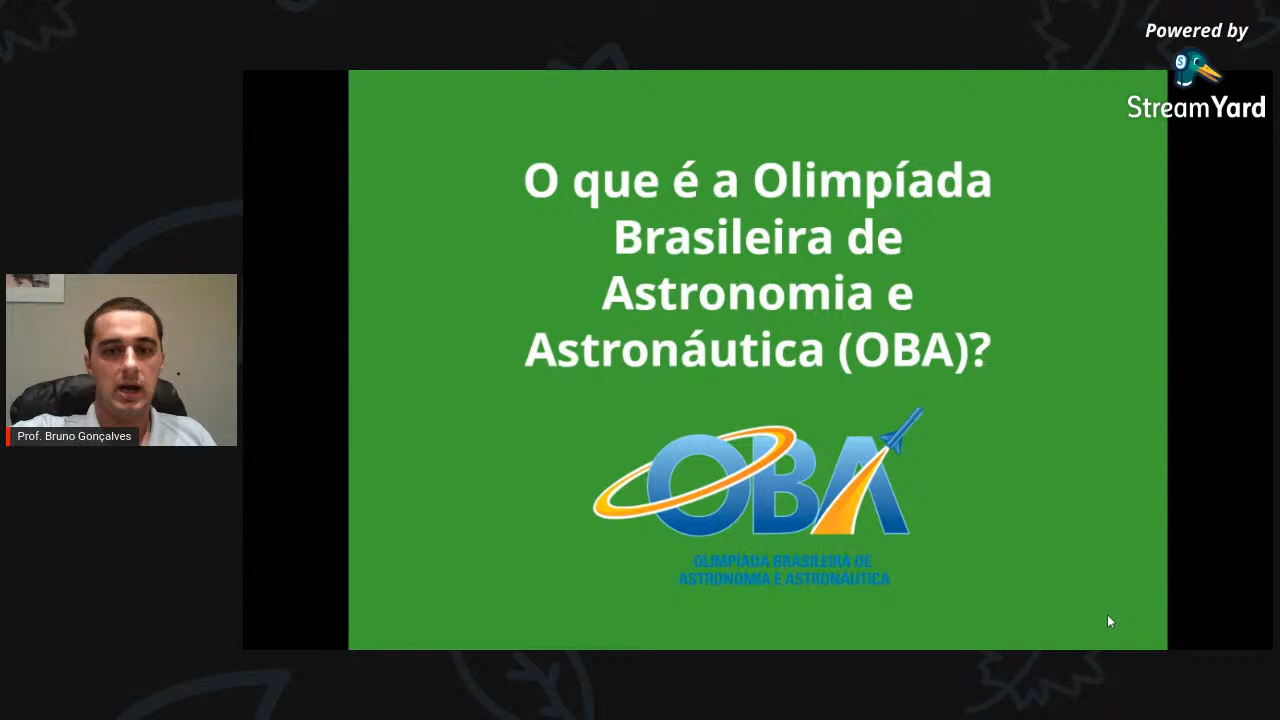 Powered by
StreamYard
O que é a Olimpíada
Brasileira de
Astronomia e
Astronáutica (OBA)?
OBA
OLIMPÍADA BRASILEIRA DE
ASTRONOMIA E ASTRONÁUTICA
Prof. Bruno Gonçalves